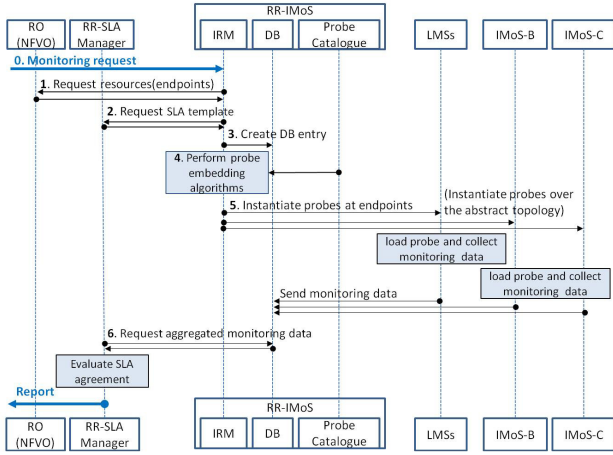 RR-IMoS
RO
(NFVO)
RR-SLA
Manager
IRM
DB
Probe
Catalogue
LMSs
IMoS-B
IMoS-C
0. Monitoring request
1. Request resources(endpoints)
2. Request SLA template
3. Create DB entry
4. Perform probe
embedding
algorithms
5. Instantiate probes at endpoints
(Instantiate probes over
the abstract topology)
load probe and collect
monitoring data
load probe and collect
monitoring data
Send monitoring data
6. Request aggregated monitoring data
Evaluate SLA
agreement
Report
RR-IMoS
RO
(NFVO)
RR-SLA
Manager
IRM
DB
Probe
Catalogue
LMSs
IMoS-B
IMoS-C